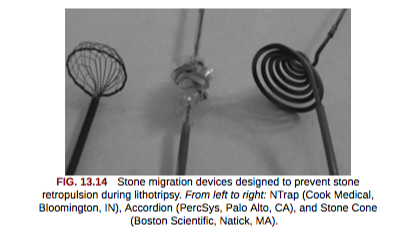 FIG. 13.14 Stone migration devices designed to prevent stone
retropulsion during lithotripsy. From left to right: NTrap (Cook Medical,
Bloomington, IN), Accordion (PercSys, Palo Alto, CA), and Stone Cone
(Boston Scientific, Natick, MA).